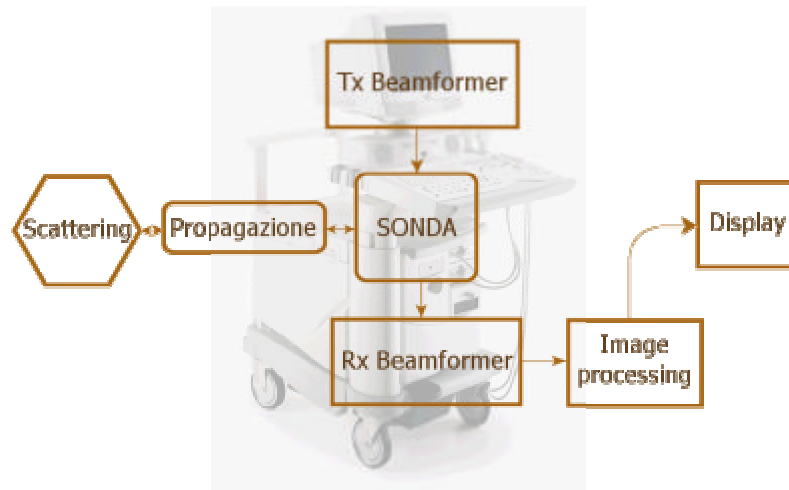 Tx Beamformer
Scattering
Propagazione
SONDA
Display
Rx Beamformer
Image
processing